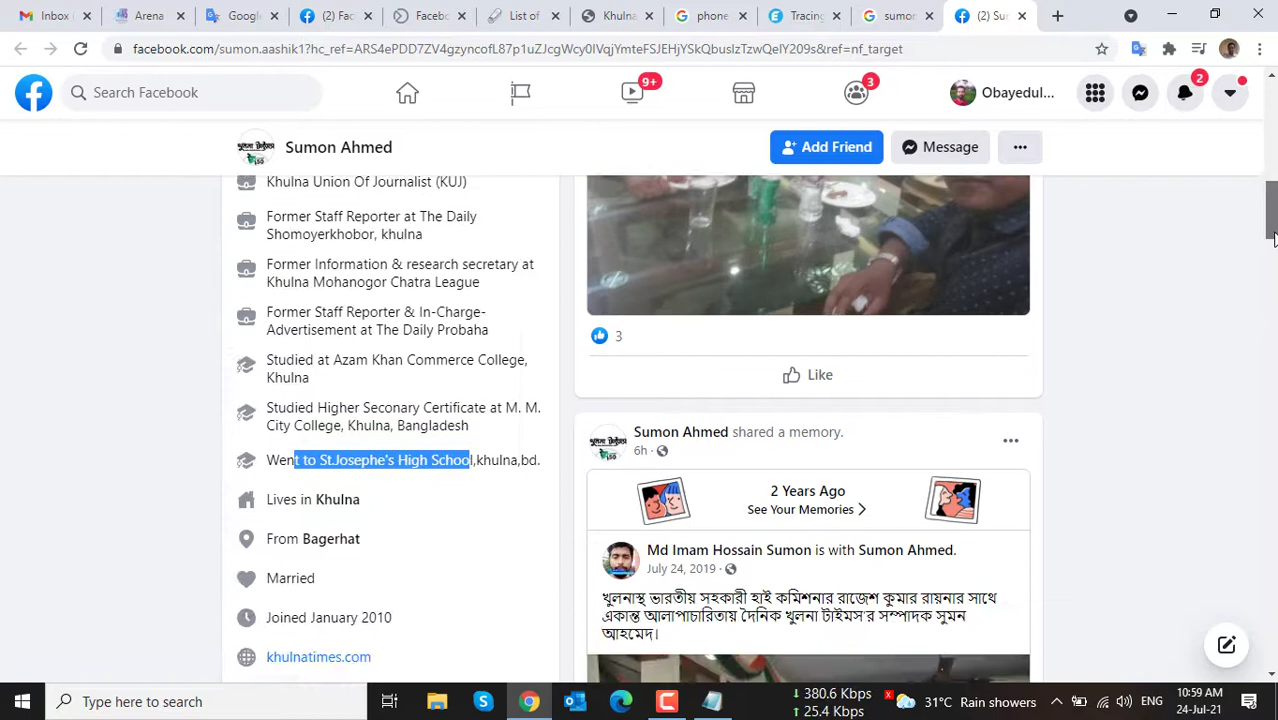 Inbox (
Arena
Google
(2) Fac
Facebo
List of
Khulna
phone
Tracing
sumor
(2) Sun
facebook.com/sumon.aashik1?hc_ref=ARS4ePDD7ZV4gzyncofL87p1uZJcgWcy0lVqjYmteFSJEHjYSkQbuslzTzwQelY209s&ref=nf_target
Search Facebook
9+
3
Obayedul...
2
Sumon Ahmed
Add Friend
Message
Khulna Union Of Journalist (KUJ)
Former Staff Reporter at The Daily
Shomoyerkhobor, khulna
Former Information & research secretary at
Khulna Mohanogor Chatra League
Former Staff Reporter & In-Charge-
Advertisement at The Daily Probaha
Studied at Azam Khan Commerce College,
Khulna
Studied Higher Seconary Certificate at M. M.
City College, Khulna, Bangladesh
Went to St.Josephe's High School,khulna,bd.
Lives in Khulna
From Bagerhat
Married
Joined January 2010
khulnatimes.com
3
Like
Sumon Ahmed shared a memory.
6h
2 Years Ago
See Your Memories
Md Imam Hossain Sumon is with Sumon Ahmed.
July 24, 2019
খুলনাস্থ ভারতীয় সহকারী হাই কমিশনার রাজেশ কুমার রায়নার সাথে
একান্ত আলাপচারিতায় দৈনিক খুলনা টাইমস'র সম্পাদক সুমন
আহমেদ।
Type here to search
380.6 Kbps
25.4 Kbps
31°C Rain showers
ENG
10:59 AM
24-Jul-21